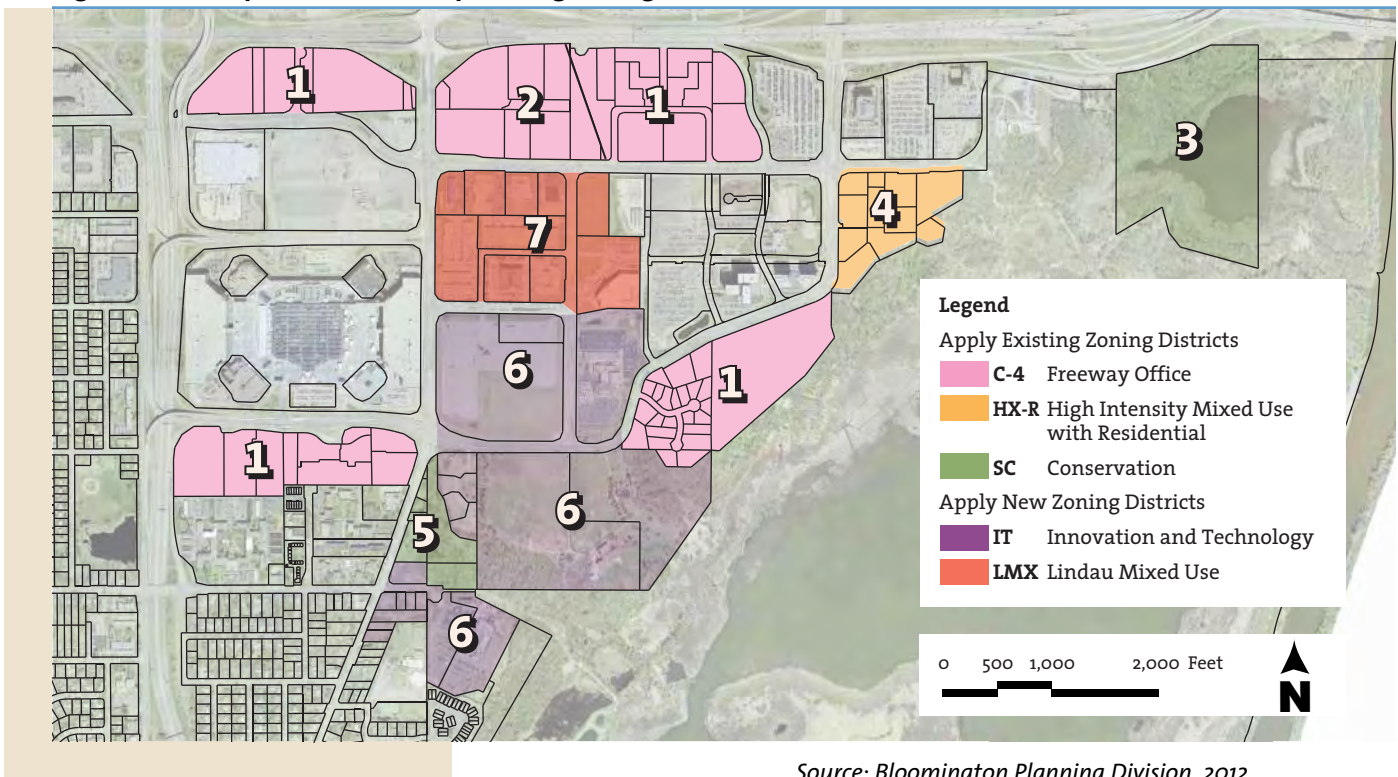 1
2
1
3
4
7
6
1
1
6
5
6
Legend
Apply Existing Zoning Districts
C-4 Freeway Office
HX-R High Intensity Mixed Use
with Residential
SC Conservation
Apply New Zoning Districts
IT Innovation and Technology
LMX Lindau Mixed Use
0 500 1,000 2,000 Feet
N
Source: Bloomington Planning Division, 2012